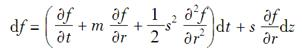 df = (∂f/∂t + m ∂f/∂r + 1/2 s² ∂²f/∂r²) dt + s ∂f/∂r dz